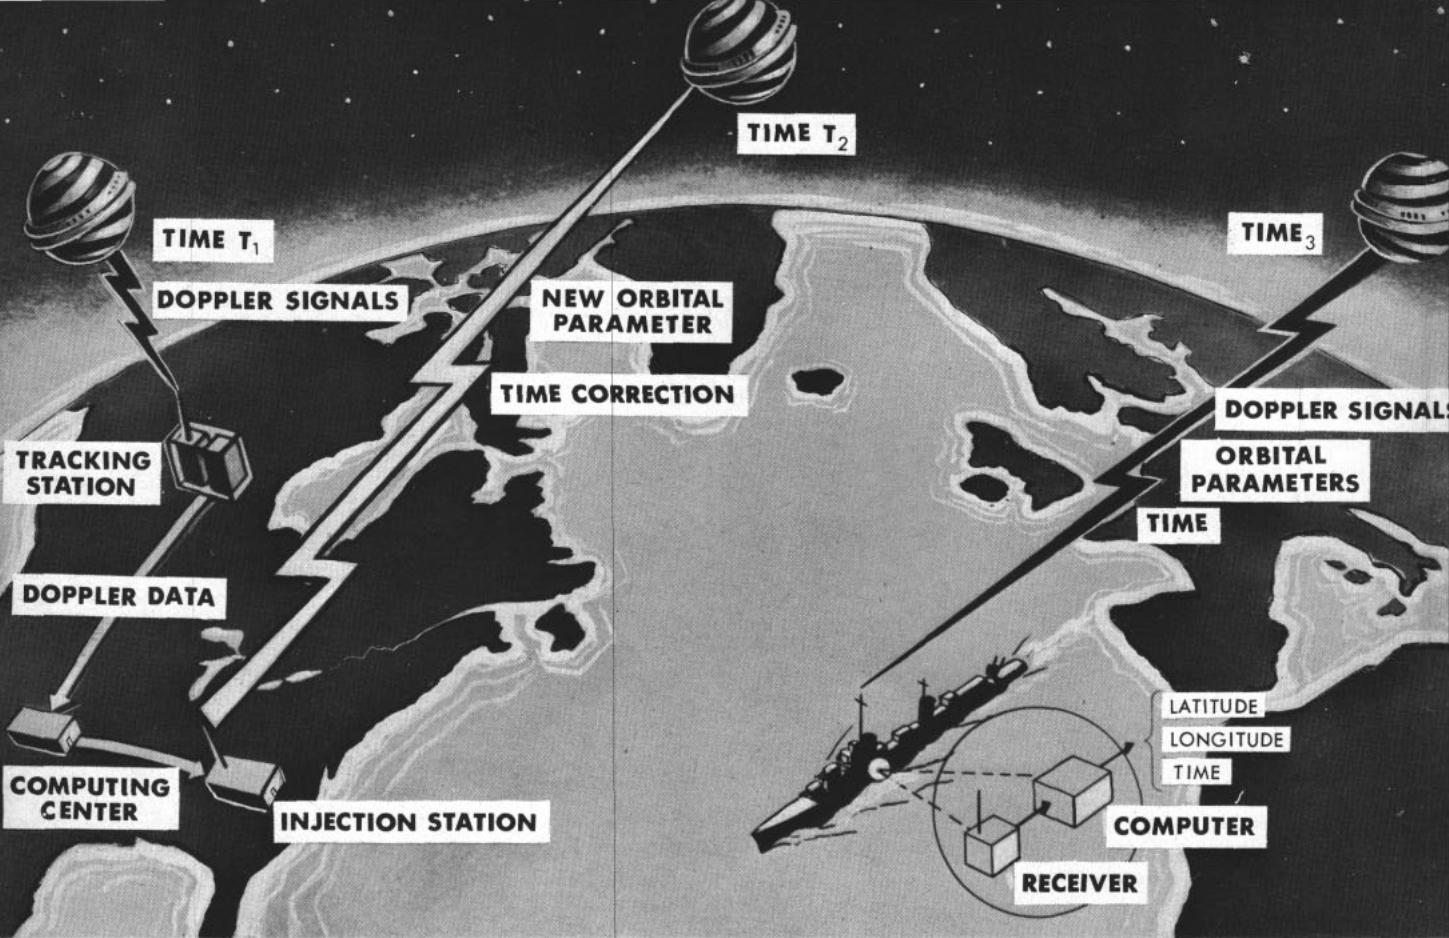 TIME T2
TIME T1
TIME3
DOPPLER SIGNALS
NEW ORBITAL
PARAMETER
TIME CORRECTION
DOPPLER SIGNALS
ORBITAL
PARAMETERS
TIME
TRACKING
STATION
DOPPLER DATA
LATITUDE
LONGITUDE
TIME
COMPUTING
CENTER
INJECTION STATION
COMPUTER
RECEIVER